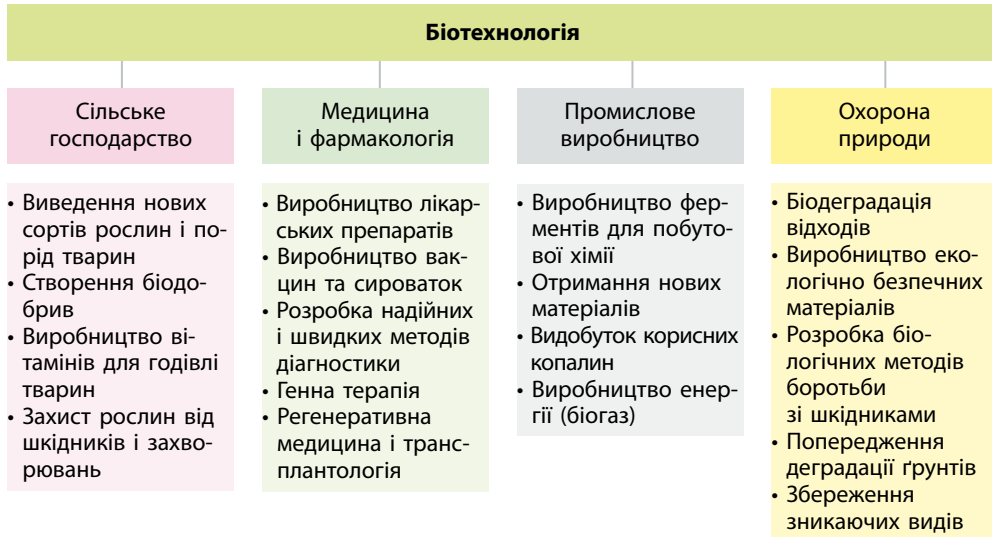 Біотехнологія
Сільське
господарство
Медицина
і фармакологія
Промислове
виробництво
Охорона
природи
• Виведення нових
сортів рослин і по-
рід тварин
• Створення біодо-
брив
• Виробництво ві-
тамінів для годівлі
тварин
• Захист рослин від
шкідників і захво-
рювань
• Виробництво лікар-
ських препаратів
• Виробництво вак-
цин та сироваток
• Розробка надійних
і швидких методів
діагностики
• Генна терапія
• Регенеративна
медицина і транс-
плантологія
• Виробництво фер-
ментів для побуто-
вої хімії
• Отримання нових
матеріалів
• Видобуток корисних
копалин
• Виробництво енер-
гії (біогаз)
• Біодеградація
відходів
• Виробництво еко-
логічно безпечних
матеріалів
• Розробка біо-
логічних методів
боротьби
зі шкідниками
• Попередження
деградації ґрунтів
• Збереження
зникаючих видів